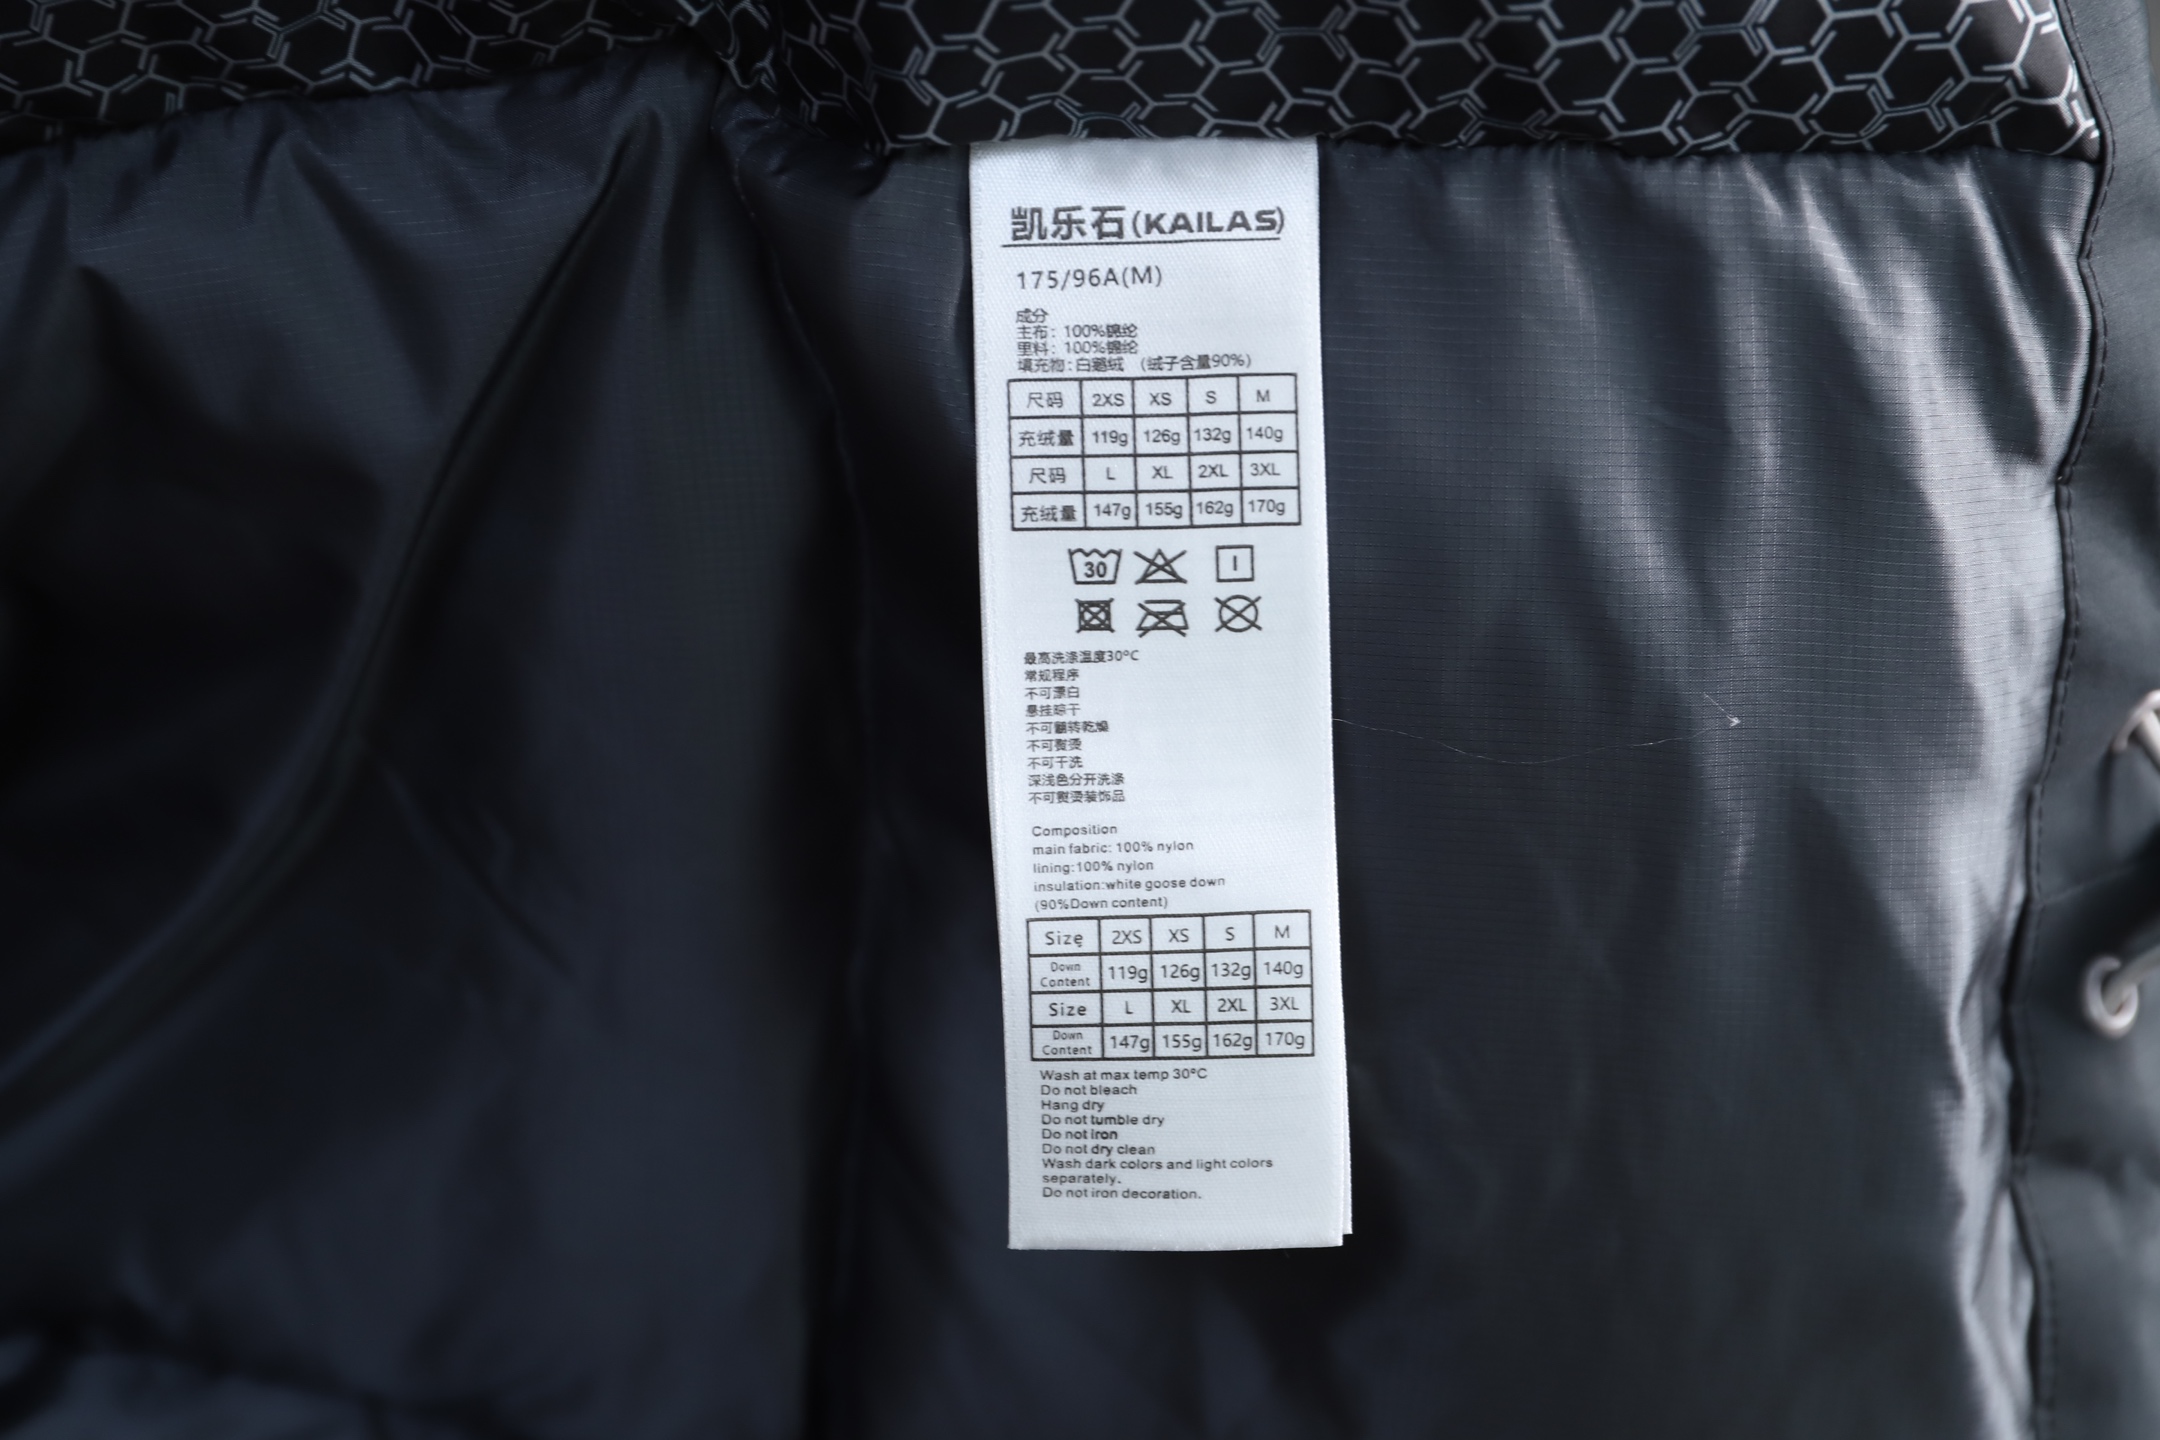 凯乐石(KAILAS)
175/96A(M)
成分
主布：100%锦纶
里料：100%锦纶
填充物：白鹅绒 (绒子含量90%)
尺码 2XS XS S M
充绒量 119g 126g 132g 140g
尺码 L XL 2XL 3XL
充绒量 147g 155g 162g 170g
30
最高洗涤温度30°C
常规程序
不可漂白
悬挂晾干
不可翻转乾燥
不可熨烫
不可干洗
深浅色分开洗涤
不可熨烫装饰品
Composition
main fabric: 100% nylon
lining:100% nylon
insulation:white goose down
(90%Down content)
Size 2XS XS S M
Down Content 119g 126g 132g 140g
Size L XL 2XL 3XL
Down Content 147g 155g 162g 170g
Wash at max temp 30°C
Do not bleach
Hang dry
Do not tumble dry
Do not iron
Do not dry clean
Wash dark colors and light colors
separately.
Do not iron decoration.